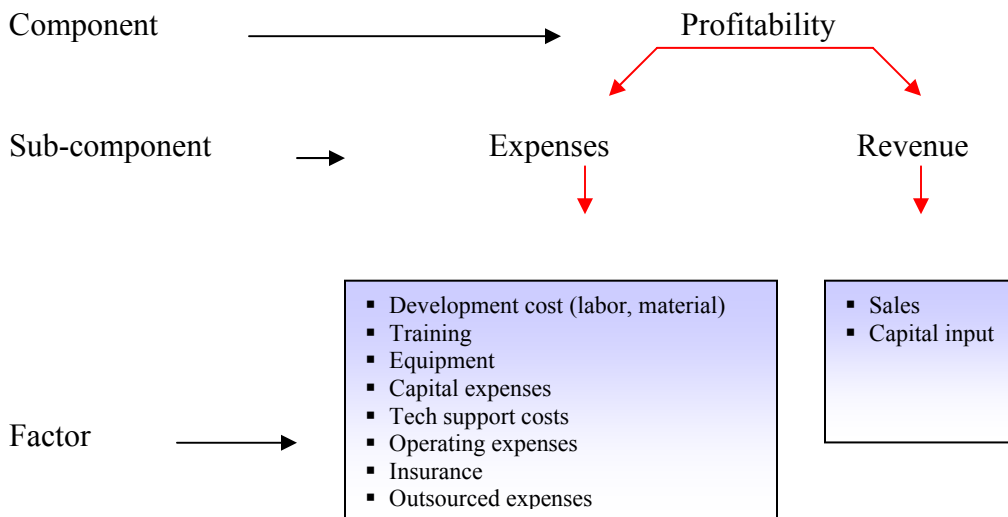 Component Profitability
Sub-component Expenses Revenue
▪ Development cost (labor, material)
▪ Training
▪ Equipment
▪ Capital expenses
▪ Tech support costs
▪ Operating expenses
▪ Insurance
▪ Outsourced expenses
▪ Sales
▪ Capital input
Factor